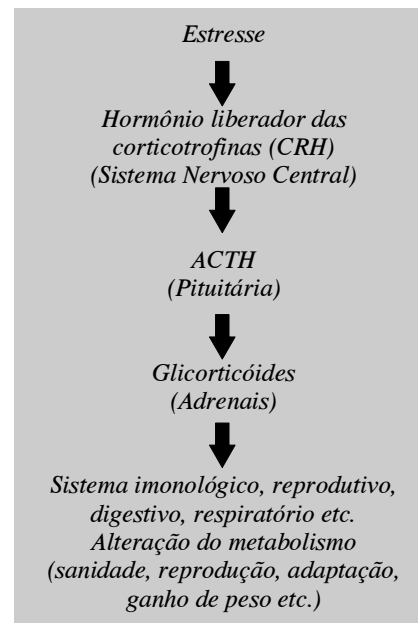 Estresse
Hormônio liberador das
corticotrofinas (CRH)
(Sistema Nervoso Central)
ACTH
(Pituitária)
Glicorticóides
(Adrenais)
Sistema imonológico, reprodutivo,
digestivo, respiratório etc.
Alteração do metabolismo
(sanidade, reprodução, adaptação,
ganho de peso etc.)